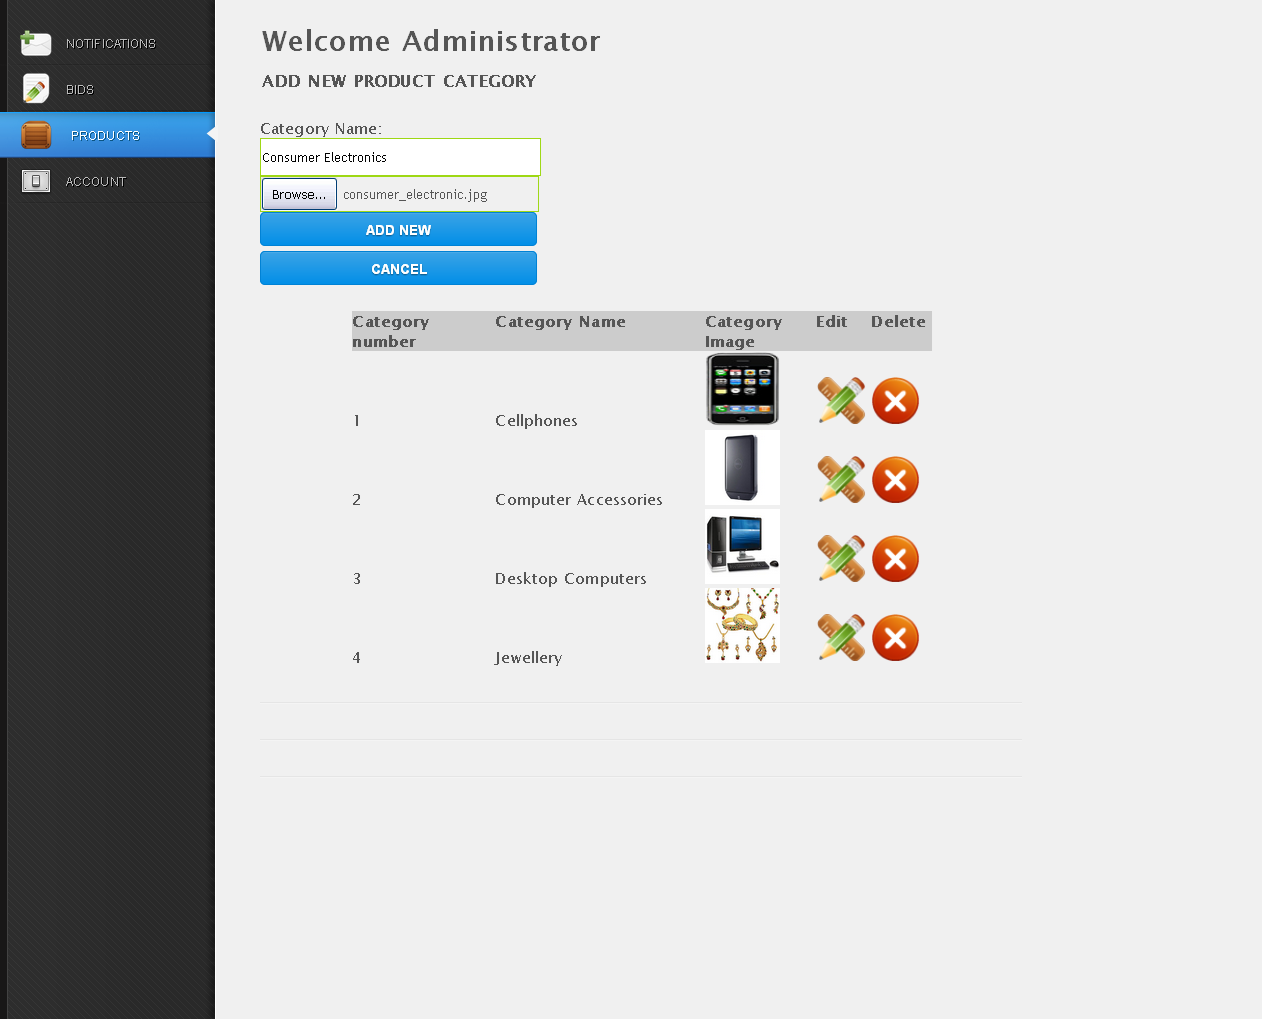 NOTIFICATIONS
BIDS
PRODUCTS
ACCOUNT
Welcome Administrator
ADD NEW PRODUCT CATEGORY
Category Name:
Consumer Electronics
Browse... consumer_electronic.jpg
ADD NEW
CANCEL
Category number Category Name Category Image Edit Delete
1 Cellphones
2 Computer Accessories
3 Desktop Computers
4 Jewellery